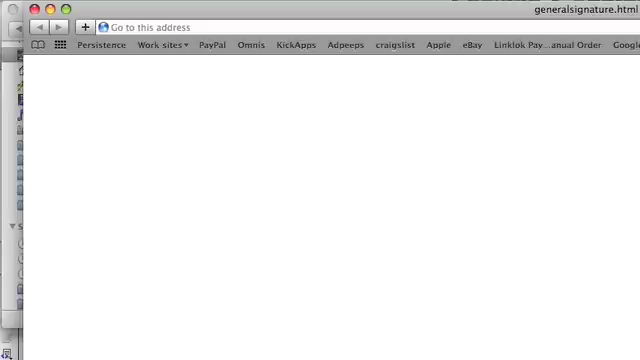 generalsignature.html
Go to this address
Persistence Work sites PayPal Omnis KickApps Adpeeps craigslist Apple eBay Linklok Pay...anual Order Google
S